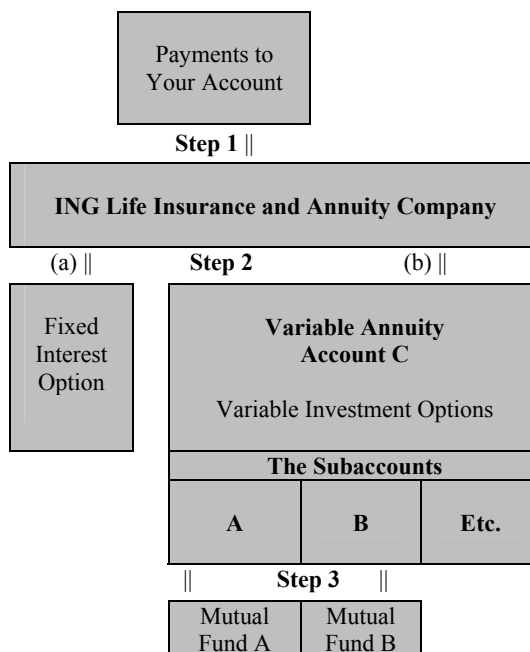 Payments to
Your Account
Step 1 ||
ING Life Insurance and Annuity Company
(a) || Step 2 (b) ||
Fixed
Interest
Option
Variable Annuity
Account C
Variable Investment Options
The Subaccounts
A B Etc.
|| Step 3 ||
Mutual Mutual
Fund A Fund B